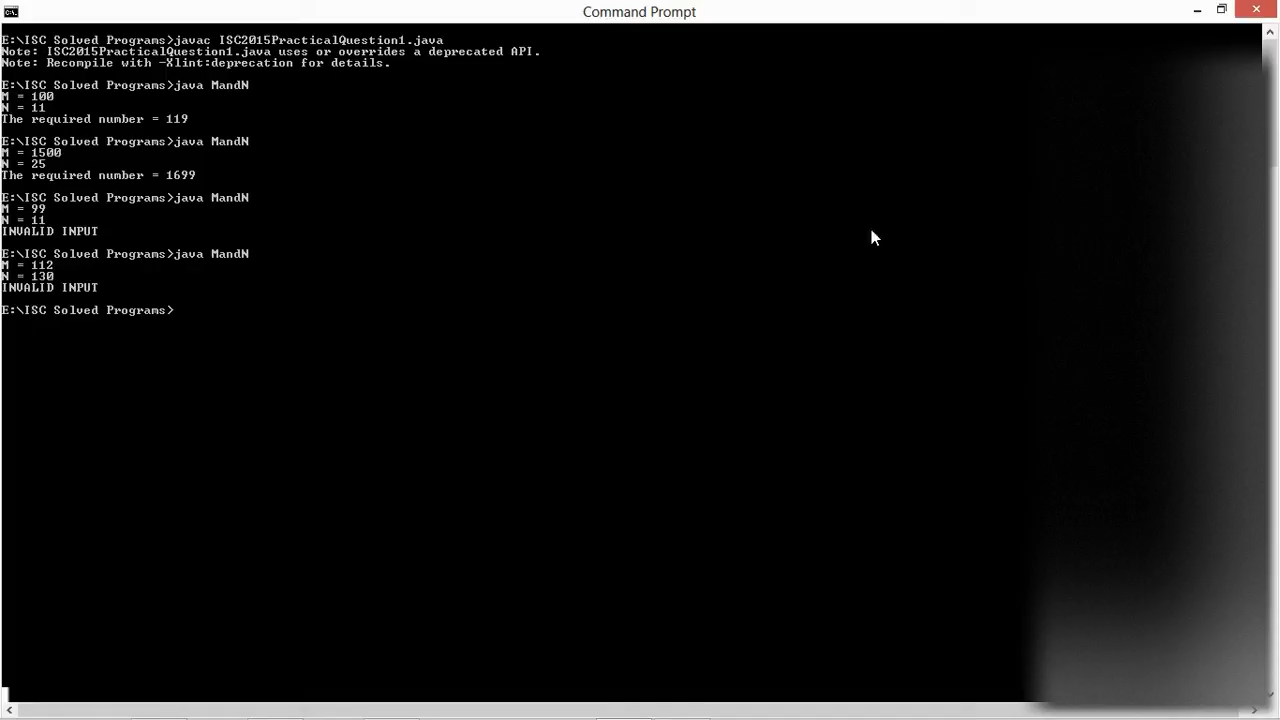 Command Prompt
E:\ISC Solved Programs>javac ISC2015PracticalQuestion1.java
Note: ISC2015PracticalQuestion1.java uses or overrides a deprecated API.
Note: Recompile with -Xlint:deprecation for details.
E:\ISC Solved Programs>java MandN
M = 100
N = 11
The required number = 119
E:\ISC Solved Programs>java MandN
M = 1500
N = 25
The required number = 1699
E:\ISC Solved Programs>java MandN
M = 99
N = 11
INVALID INPUT
E:\ISC Solved Programs>java MandN
M = 112
N = 130
INVALID INPUT
E:\ISC Solved Programs>